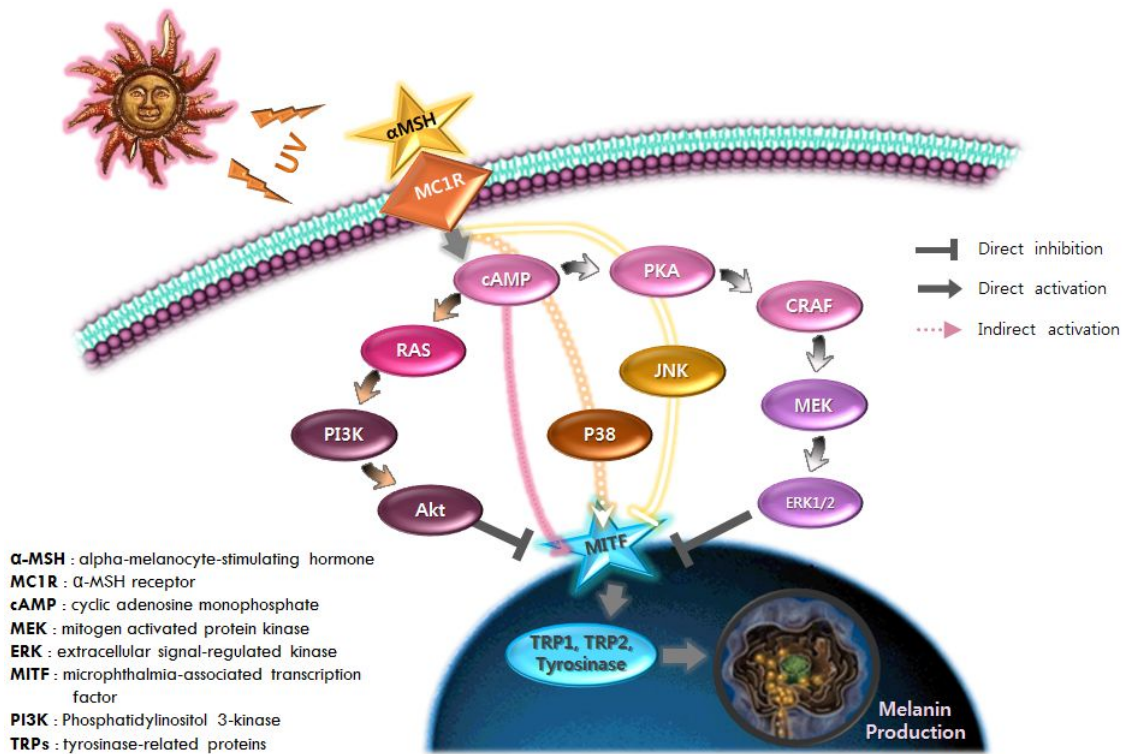 UV
αMSH
MC1R
cAMP
PKA
CRAF
RAS
JNK
MEK
PI3K
P38
Akt
ERK1/2
MITF
TRP1, TRP2,
Tyrosinase
Melanin
Production
Direct inhibition
Direct activation
Indirect activation
α-MSH : alpha-melanocyte-stimulating hormone
MC1R : α-MSH receptor
cAMP : cyclic adenosine monophosphate
MEK : mitogen activated protein kinase
ERK : extracellular signal-regulated kinase
MITF : microphthalmia-associated transcription
factor
PI3K : Phosphatidylinositol 3-kinase
TRPs : tyrosinase-related proteins